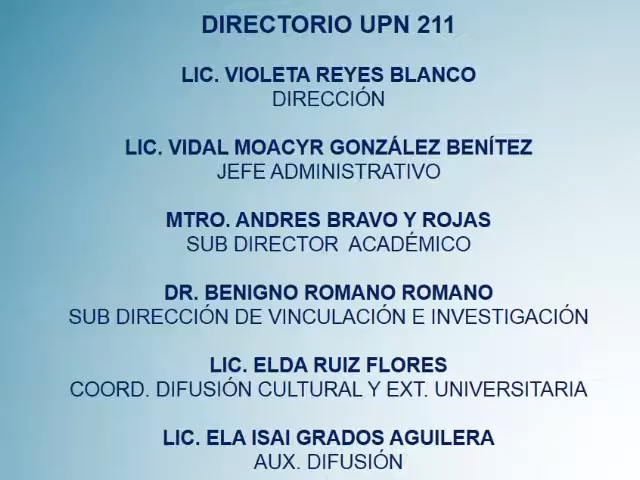 DIRECTORIO UPN 211
LIC. VIOLETA REYES BLANCO
DIRECCIÓN
LIC. VIDAL MOACYR GONZÁLEZ BENÍTEZ
JEFE ADMINISTRATIVO
MTRO. ANDRES BRAVO Y ROJAS
SUB DIRECTOR ACADÉMICO
DR. BENIGNO ROMANO ROMANO
SUB DIRECCIÓN DE VINCULACIÓN E INVESTIGACIÓN
LIC. ELDA RUIZ FLORES
COORD. DIFUSIÓN CULTURAL Y EXT. UNIVERSITARIA
LIC. ELA ISAI GRADOS AGUILERA
AUX. DIFUSIÓN